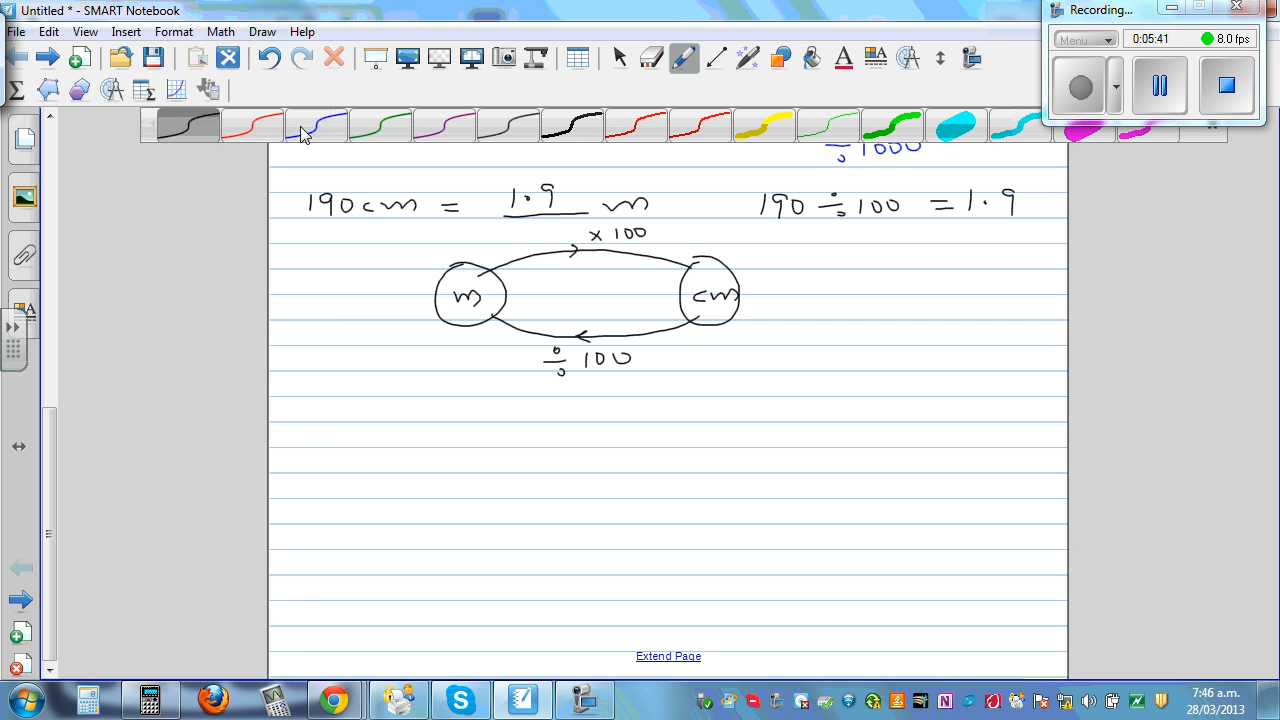 Untitled * - SMART Notebook
Recording...
File Edit View Insert Format Math Draw Help
Menu
0:05:41
8.0 fps
÷ 1000
190 cm = 1.9 m
190 ÷ 100 = 1.9
x 100
m
cm
÷ 100
Extend Page
7:46 a.m.
28/03/2013